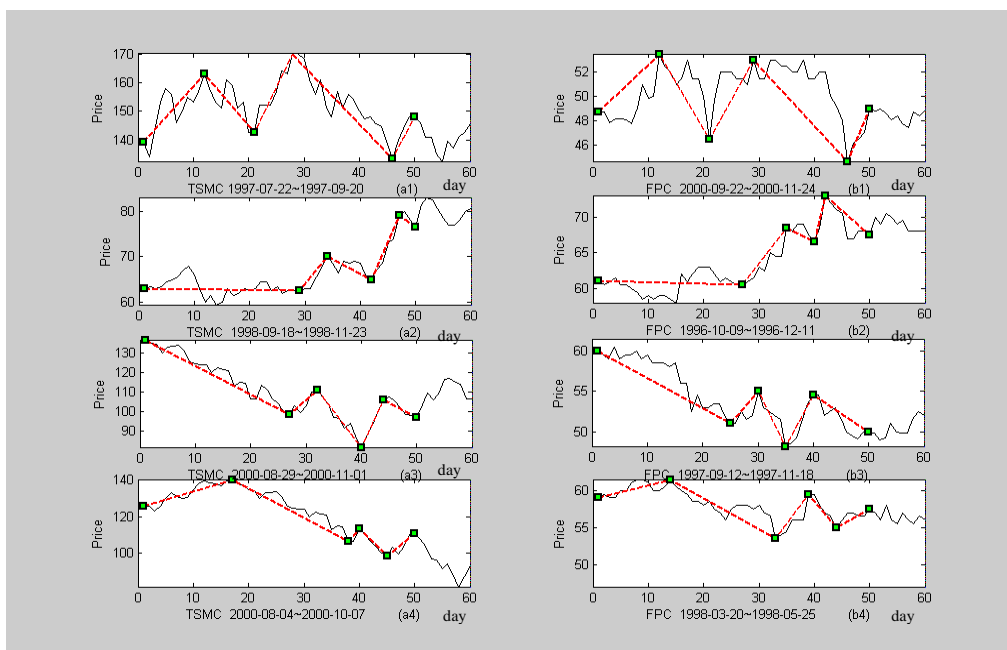 170
160
150
140
Price
0 10 20 30 40 50 60
TSMC 1997-07-22~1997-09-20 (a1) day
52
50
48
46
Price
0 10 20 30 40 50 60
FPC 2000-09-22~2000-11-24 (b1) day
80
70
60
Price
0 10 20 30 40 50 60
TSMC 1998-09-18~1998-11-23 (a2) day
70
65
60
Price
0 10 20 30 40 50 60
FPC 1996-10-09~1996-12-11 (b2) day
130
120
110
100
90
Price
0 10 20 30 40 50 60
TSMC 2000-08-29~2000-11-01 (a3) day
60
55
50
Price
0 10 20 30 40 50 60
FPC 1997-09-12~1997-11-18 (b3) day
140
120
100
Price
0 10 20 30 40 50 60
TSMC 2000-08-04~2000-10-07 (a4) day
60
55
50
Price
0 10 20 30 40 50 60
FPC 1998-03-20~1998-05-25 (b4) day